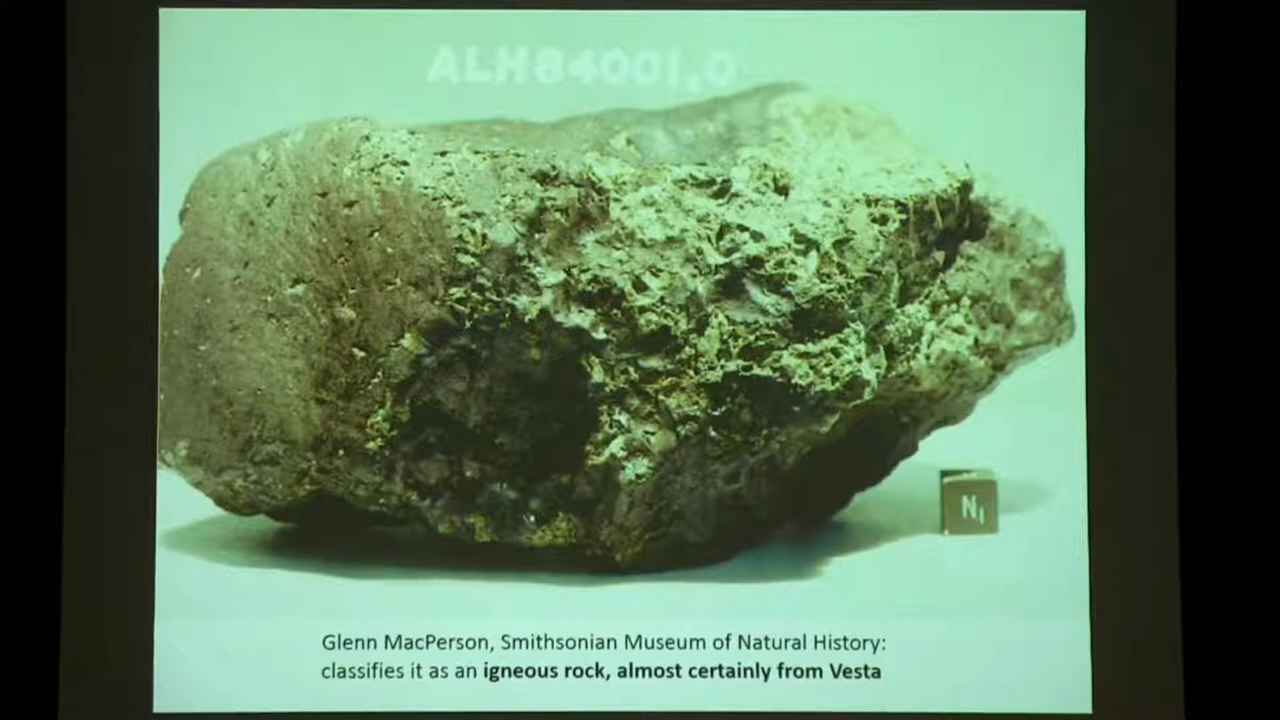 ALH84001,0
N1
Glenn MacPerson, Smithsonian Museum of Natural History:
classifies it as an igneous rock, almost certainly from Vesta